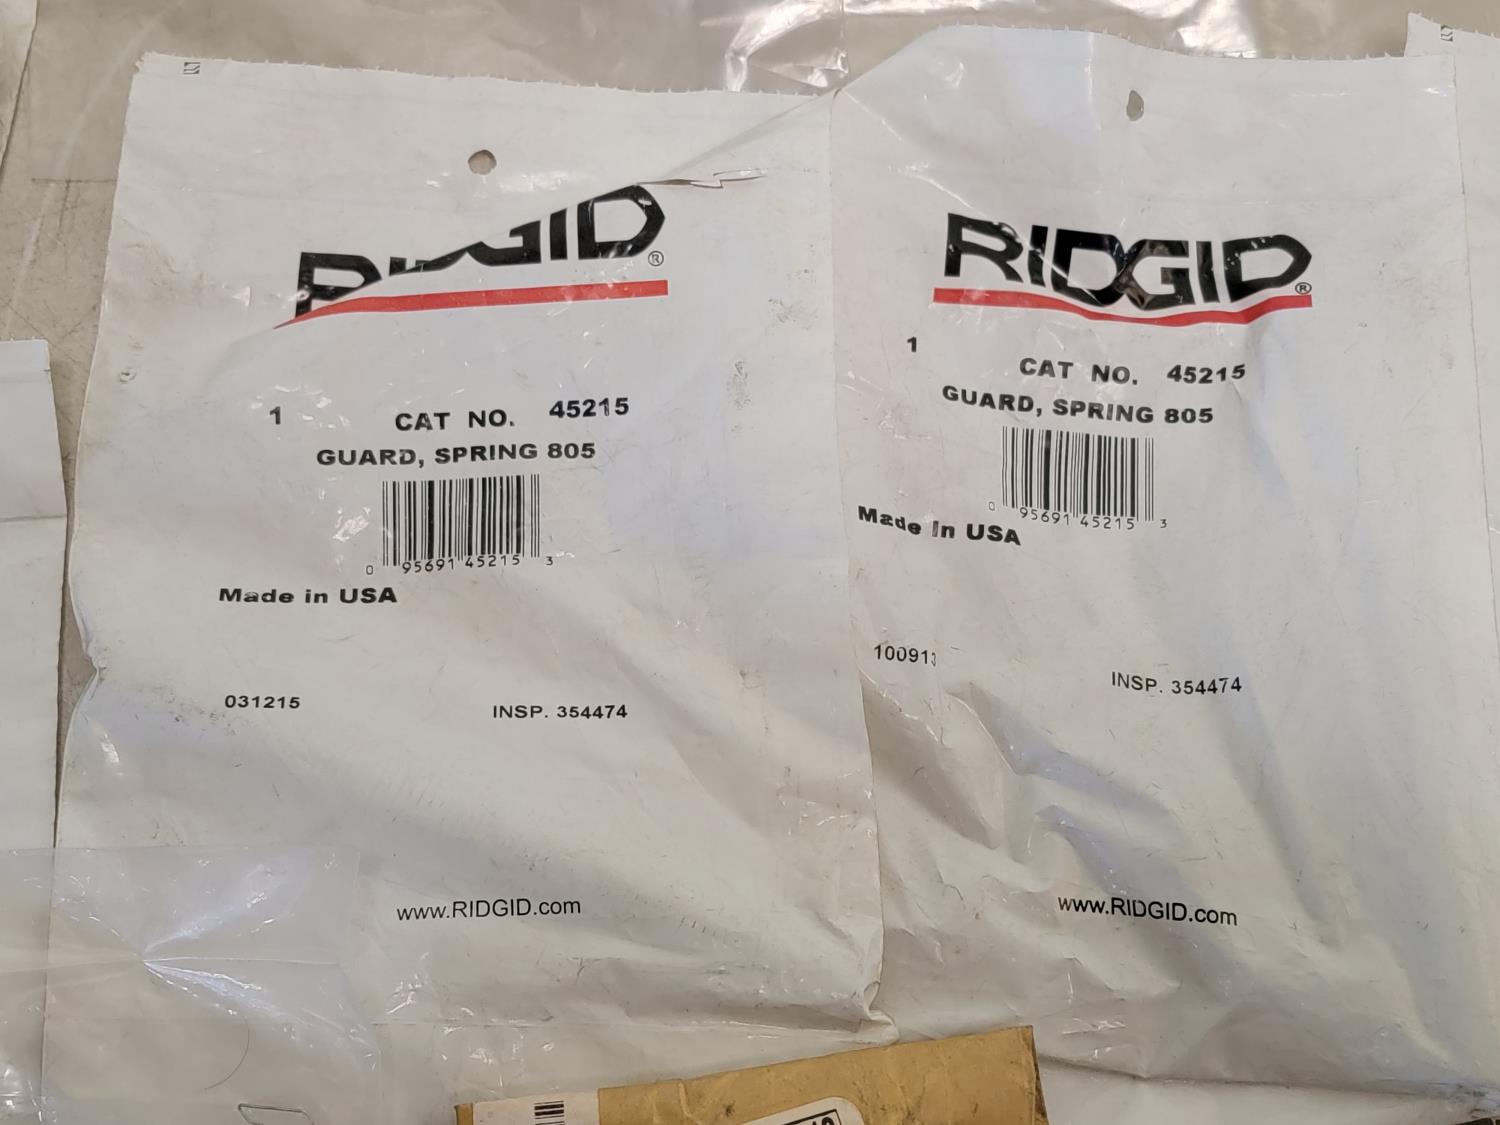 RIDGID®
1 CAT NO. 45215
GUARD, SPRING 805
0 95691 45215 3
Made in USA
031215 INSP. 354474
www.RIDGID.com
RIDGID®
1 CAT NO. 45215
GUARD, SPRING 805
0 95691 45215 3
Made in USA
100913 INSP. 354474
www.RIDGID.com